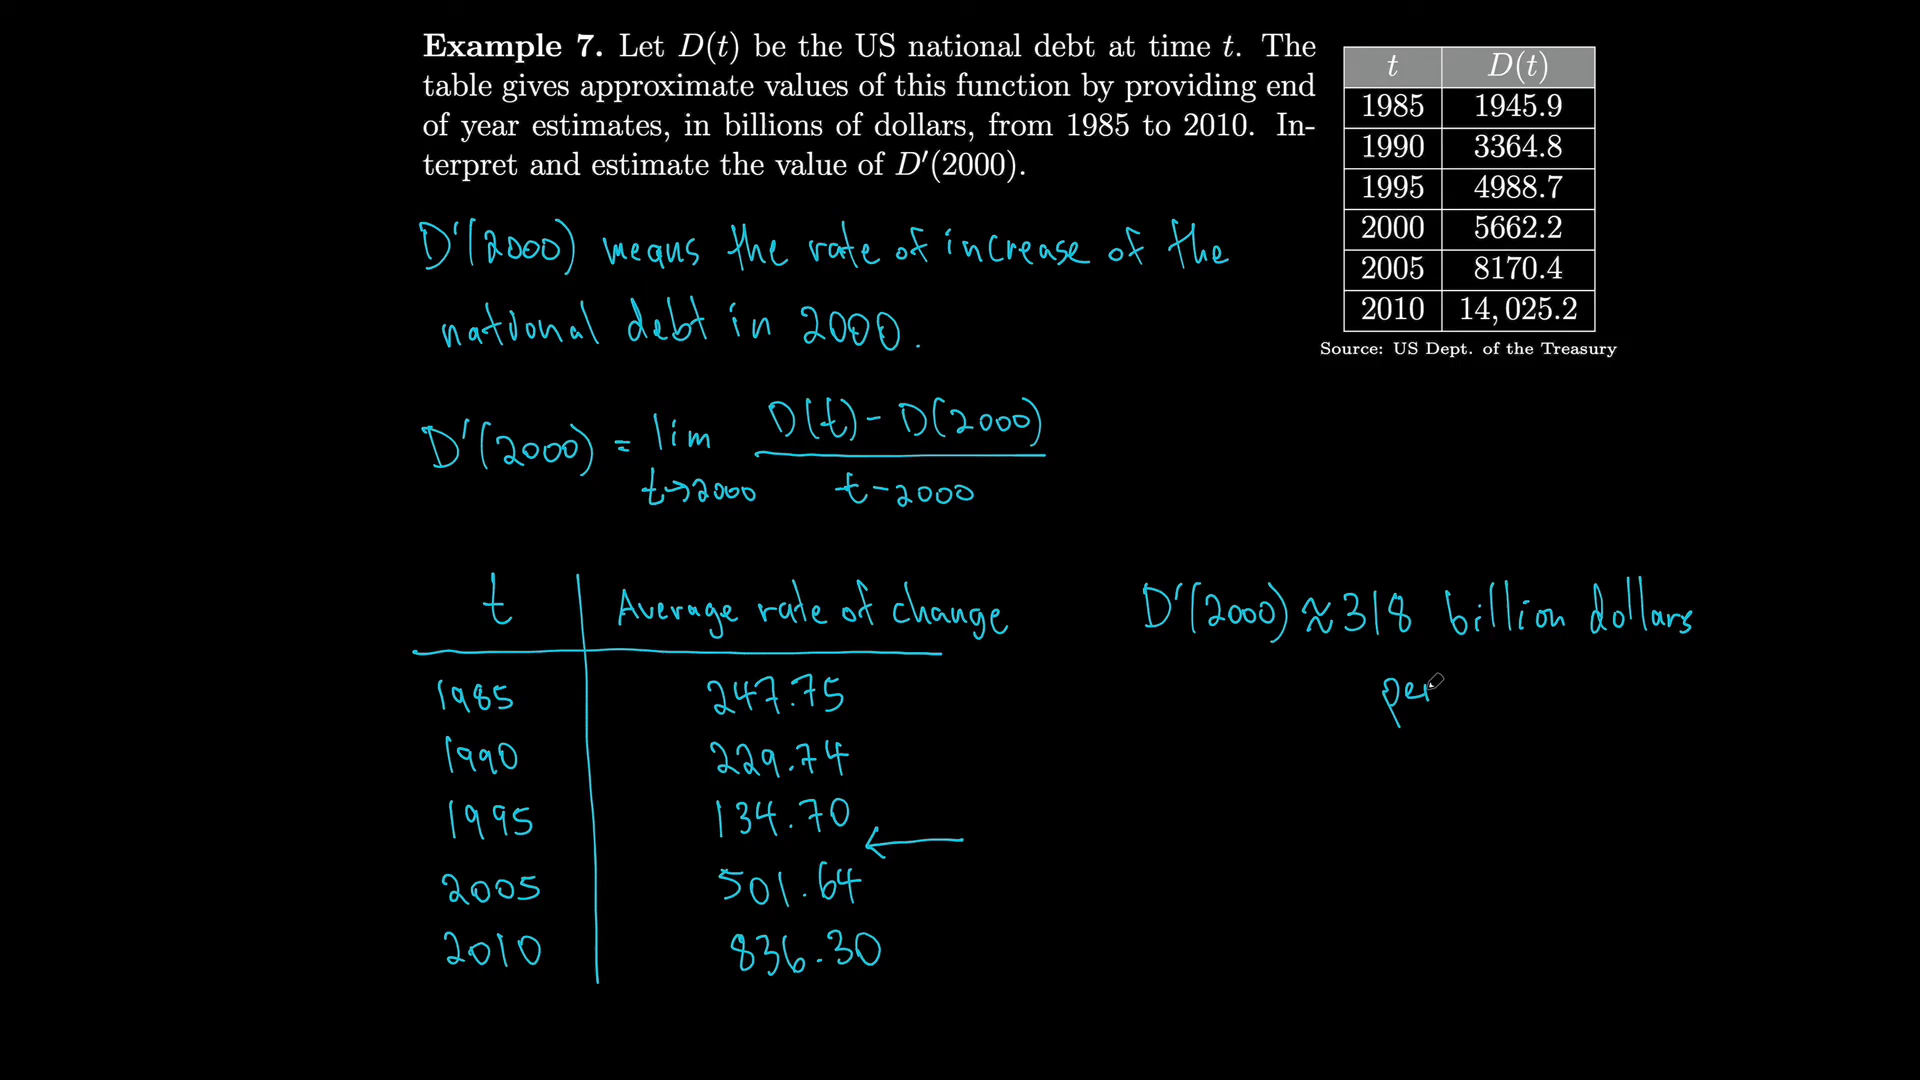 Example 7. Let D(t) be the US national debt at time t. The
table gives approximate values of this function by providing end
of year estimates, in billions of dollars, from 1985 to 2010. In-
terpret and estimate the value of D′(2000).
t D(t)
1985 1945.9
1990 3364.8
1995 4988.7
2000 5662.2
2005 8170.4
2010 14,025.2
Source: US Dept. of the Treasury
D'(2000) means the rate of increase of the
national debt in 2000.
D'(2000) = lim t→2000 (D(t) - D(2000)) / (t - 2000)
t Average rate of change
1985 247.75
1990 229.74
1995 134.70
2005 501.64
2010 836.30
D'(2000) ≈ 318 billion dollars
per